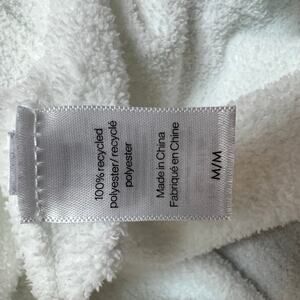 100% recycled
polyester/recyclé
polyester
Made in China
Fabriqué en Chine
M/M